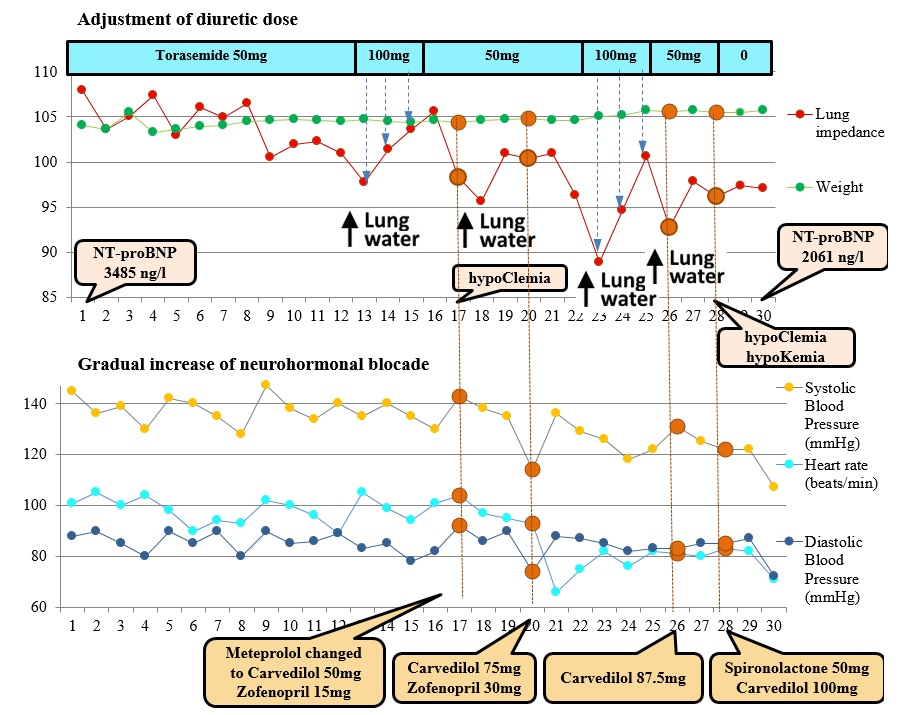 Adjustment of diuretic dose
Torasemide 50mg 100mg 50mg 100mg 50mg 0
110
105
100
95
90
85
Lung
impedance
Weight
Lung
water
Lung
water
Lung
water
Lung
water
NT-proBNP
3485 ng/l
hypoClemia
NT-proBNP
2061 ng/l
1 2 3 4 5 6 7 8 9 10 11 12 13 14 15 16 17 18 19 20 21 22 23 24 25 26 27 28 9 30
hypoClemia
hypoKemia
Gradual increase of neurohormonal blocade
140
120
100
80
60
Systolic
Blood
Pressure
(mmHg)
Heart rate
(beats/min)
Diastolic
Blood
Pressure
(mmHg)
1 2 3 4 5 6 7 8 9 10 11 12 13 14 15 16 17 18 19 20 21 22 23 24 25 26 27 28 29 30
Meteprolol changed
to Carvedilol 50mg
Zofenopril 15mg
Carvedilol 75mg
Zofenopril 30mg
Carvedilol 87.5mg
Spironolactone 50mg
Carvedilol 100mg